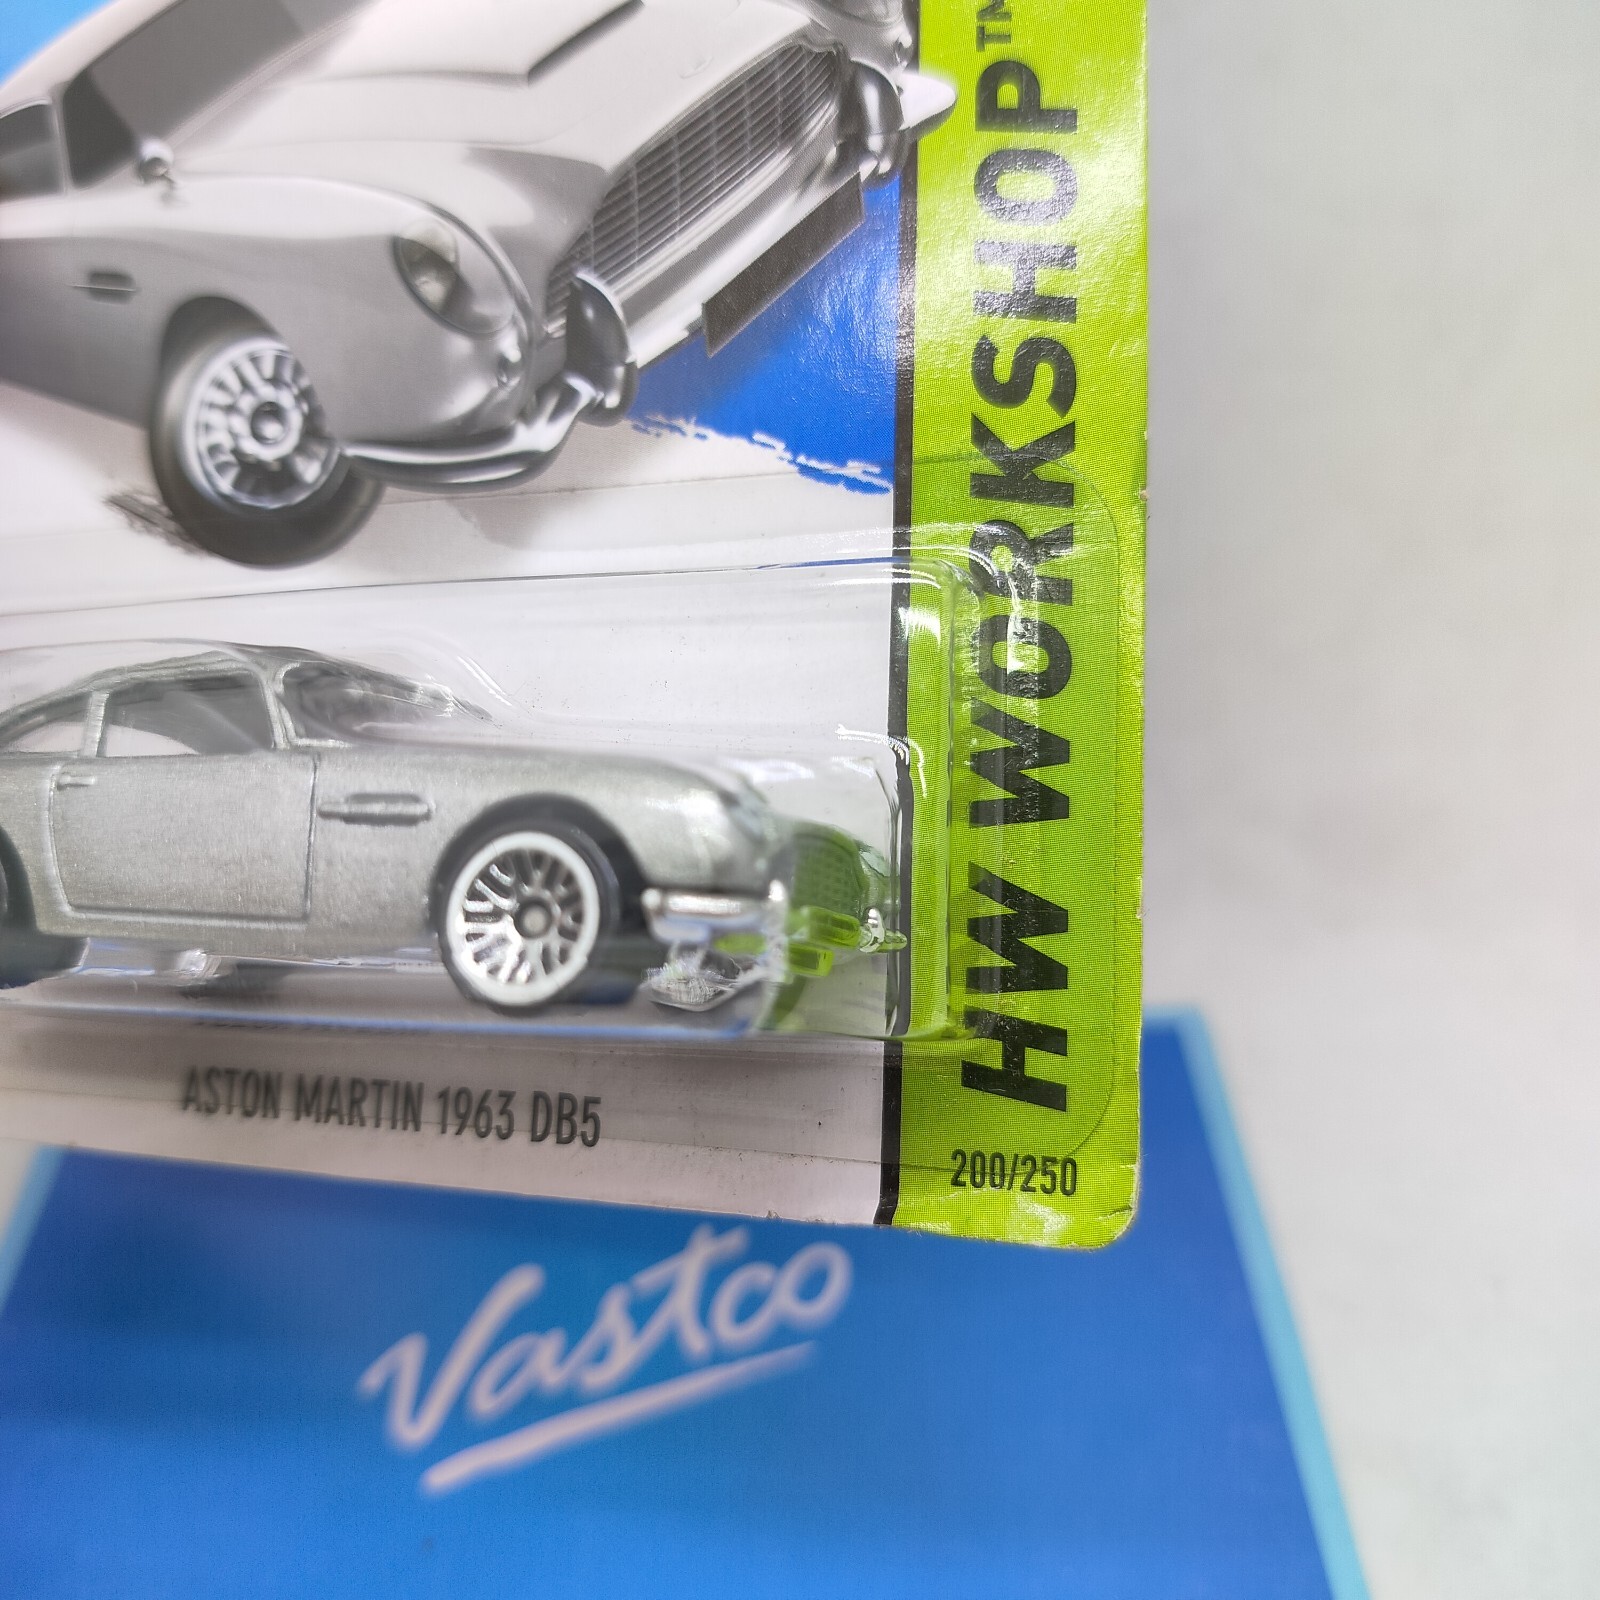 HW WORKSHOP™
ASTON MARTIN 1963 DB5
200/250
Vastco